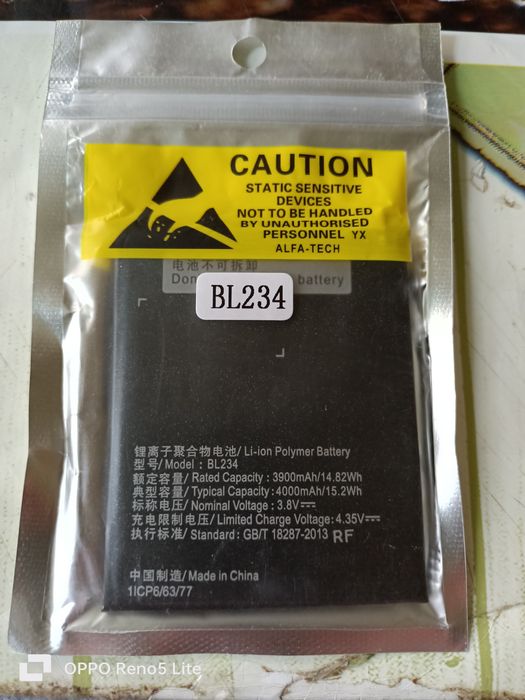 CAUTION
STATIC SENSITIVE
DEVICES
NOT TO BE HANDLED
BY UNAUTHORISED
PERSONNEL YX
ALFA-TECH
电池不可拆卸
Don battery
BL234
锂离子聚合物电池/ Li-ion Polymer Battery
型号/ Model : BL234
额定容量/ Rated Capacity : 3900mAh/14.82Wh
典型容量/ Typical Capacity : 4000mAh/15.2Wh
标称电压/ Nominal Voltage : 3.8V⎓
充电限制电压/ Limited Charge Voltage: 4.35V⎓
执行标准/ Standard: GB/T 18287-2013 RF
中国制造/ Made in China
1ICP6/63/77
OPPO Reno5 Lite